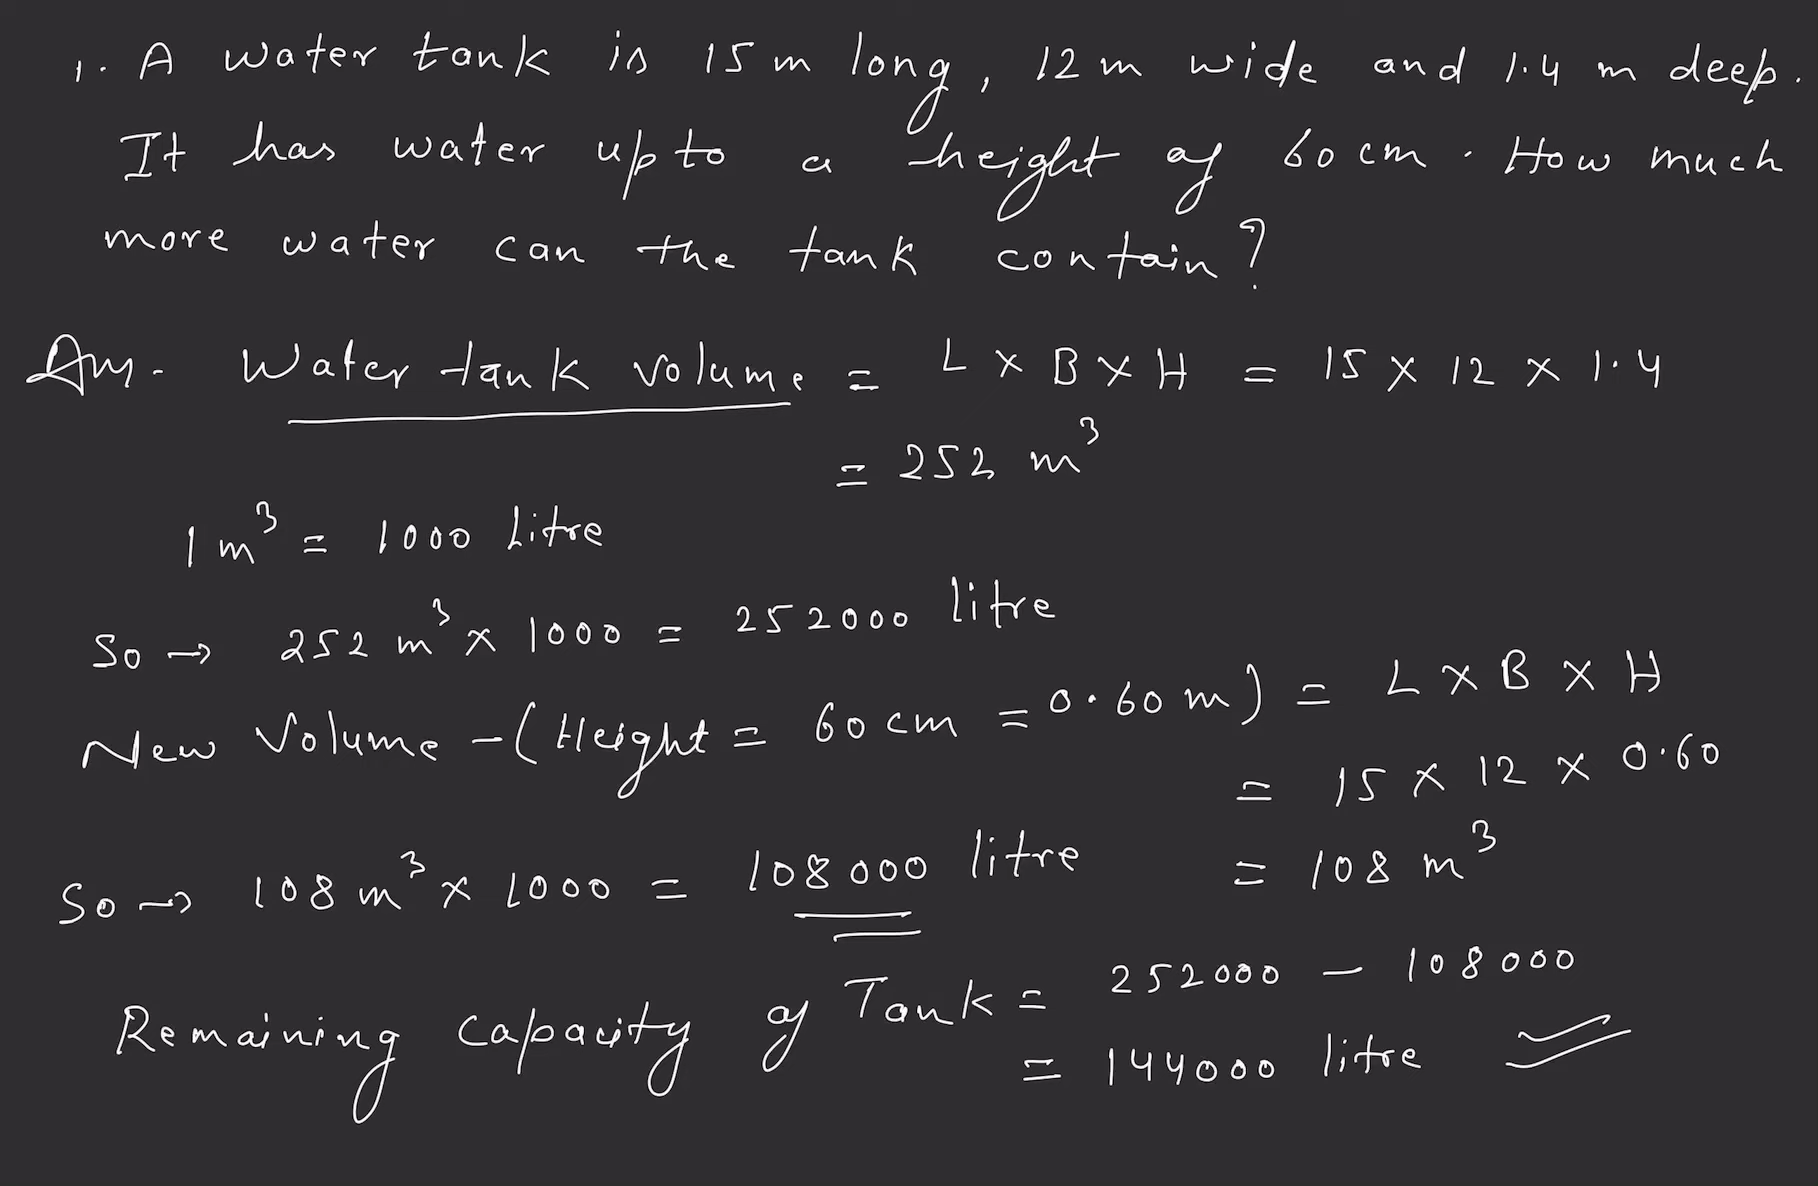 1. A water tank is 15 m long, 12 m wide and 1.4 m deep.
It has water upto a height of 60 cm. How much
more water can the tank contain?
Ans. Water tank volume = L × B × H = 15 × 12 × 1.4
= 252 m³
1 m³ = 1000 Litre
So → 252 m³ × 1000 = 252000 litre
New Volume - (Height = 60 cm = 0.60 m) = L × B × H
= 15 × 12 × 0.60
So → 108 m³ × 1000 = 108000 litre = 108 m³
Remaining capacity of Tank = 252000 - 108000
= 144000 litre